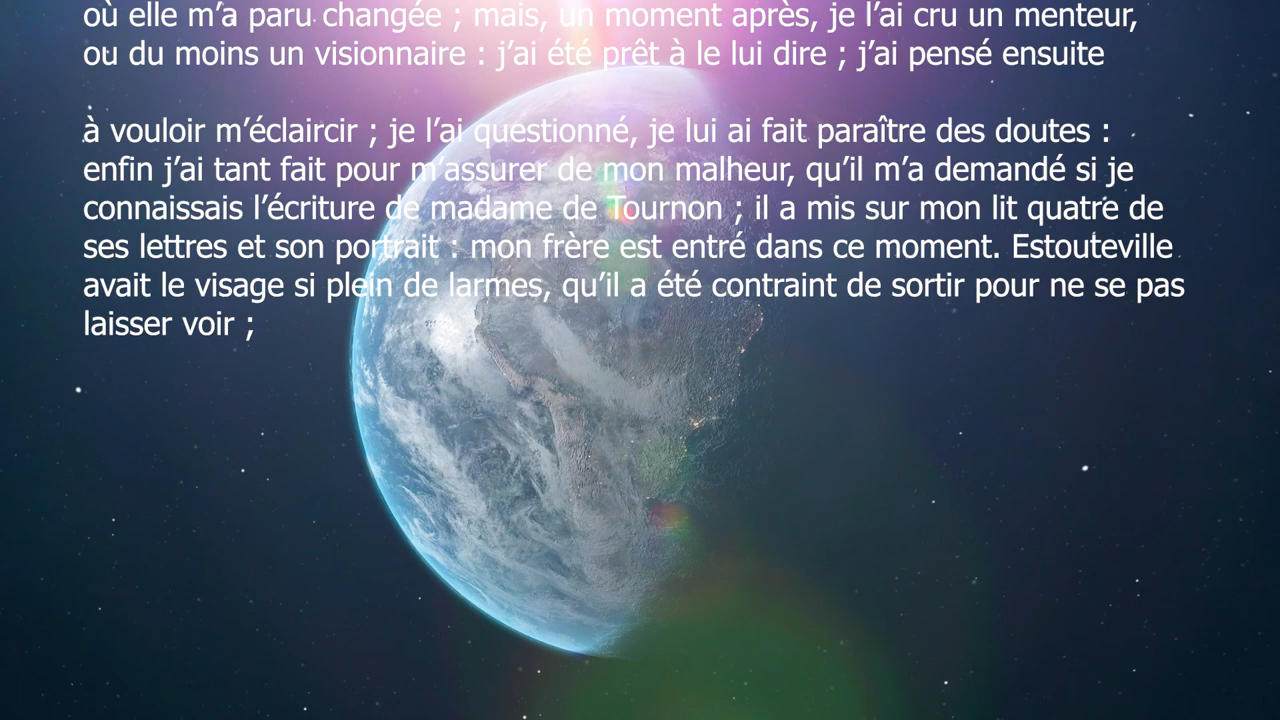 où elle m’a paru changée ; mais, un moment après, je l’ai cru un menteur,
ou du moins un visionnaire : j’ai été prêt à le lui dire ; j’ai pensé ensuite
à vouloir m’éclaircir ; je l’ai questionné, je lui ai fait paraître des doutes :
enfin j’ai tant fait pour m’assurer de mon malheur, qu’il m’a demandé si je
connaissais l’écriture de madame de Tournon ; il a mis sur mon lit quatre de
ses lettres et son portrait : mon frère est entré dans ce moment. Estouteville
avait le visage si plein de larmes, qu’il a été contraint de sortir pour ne se pas
laisser voir ;